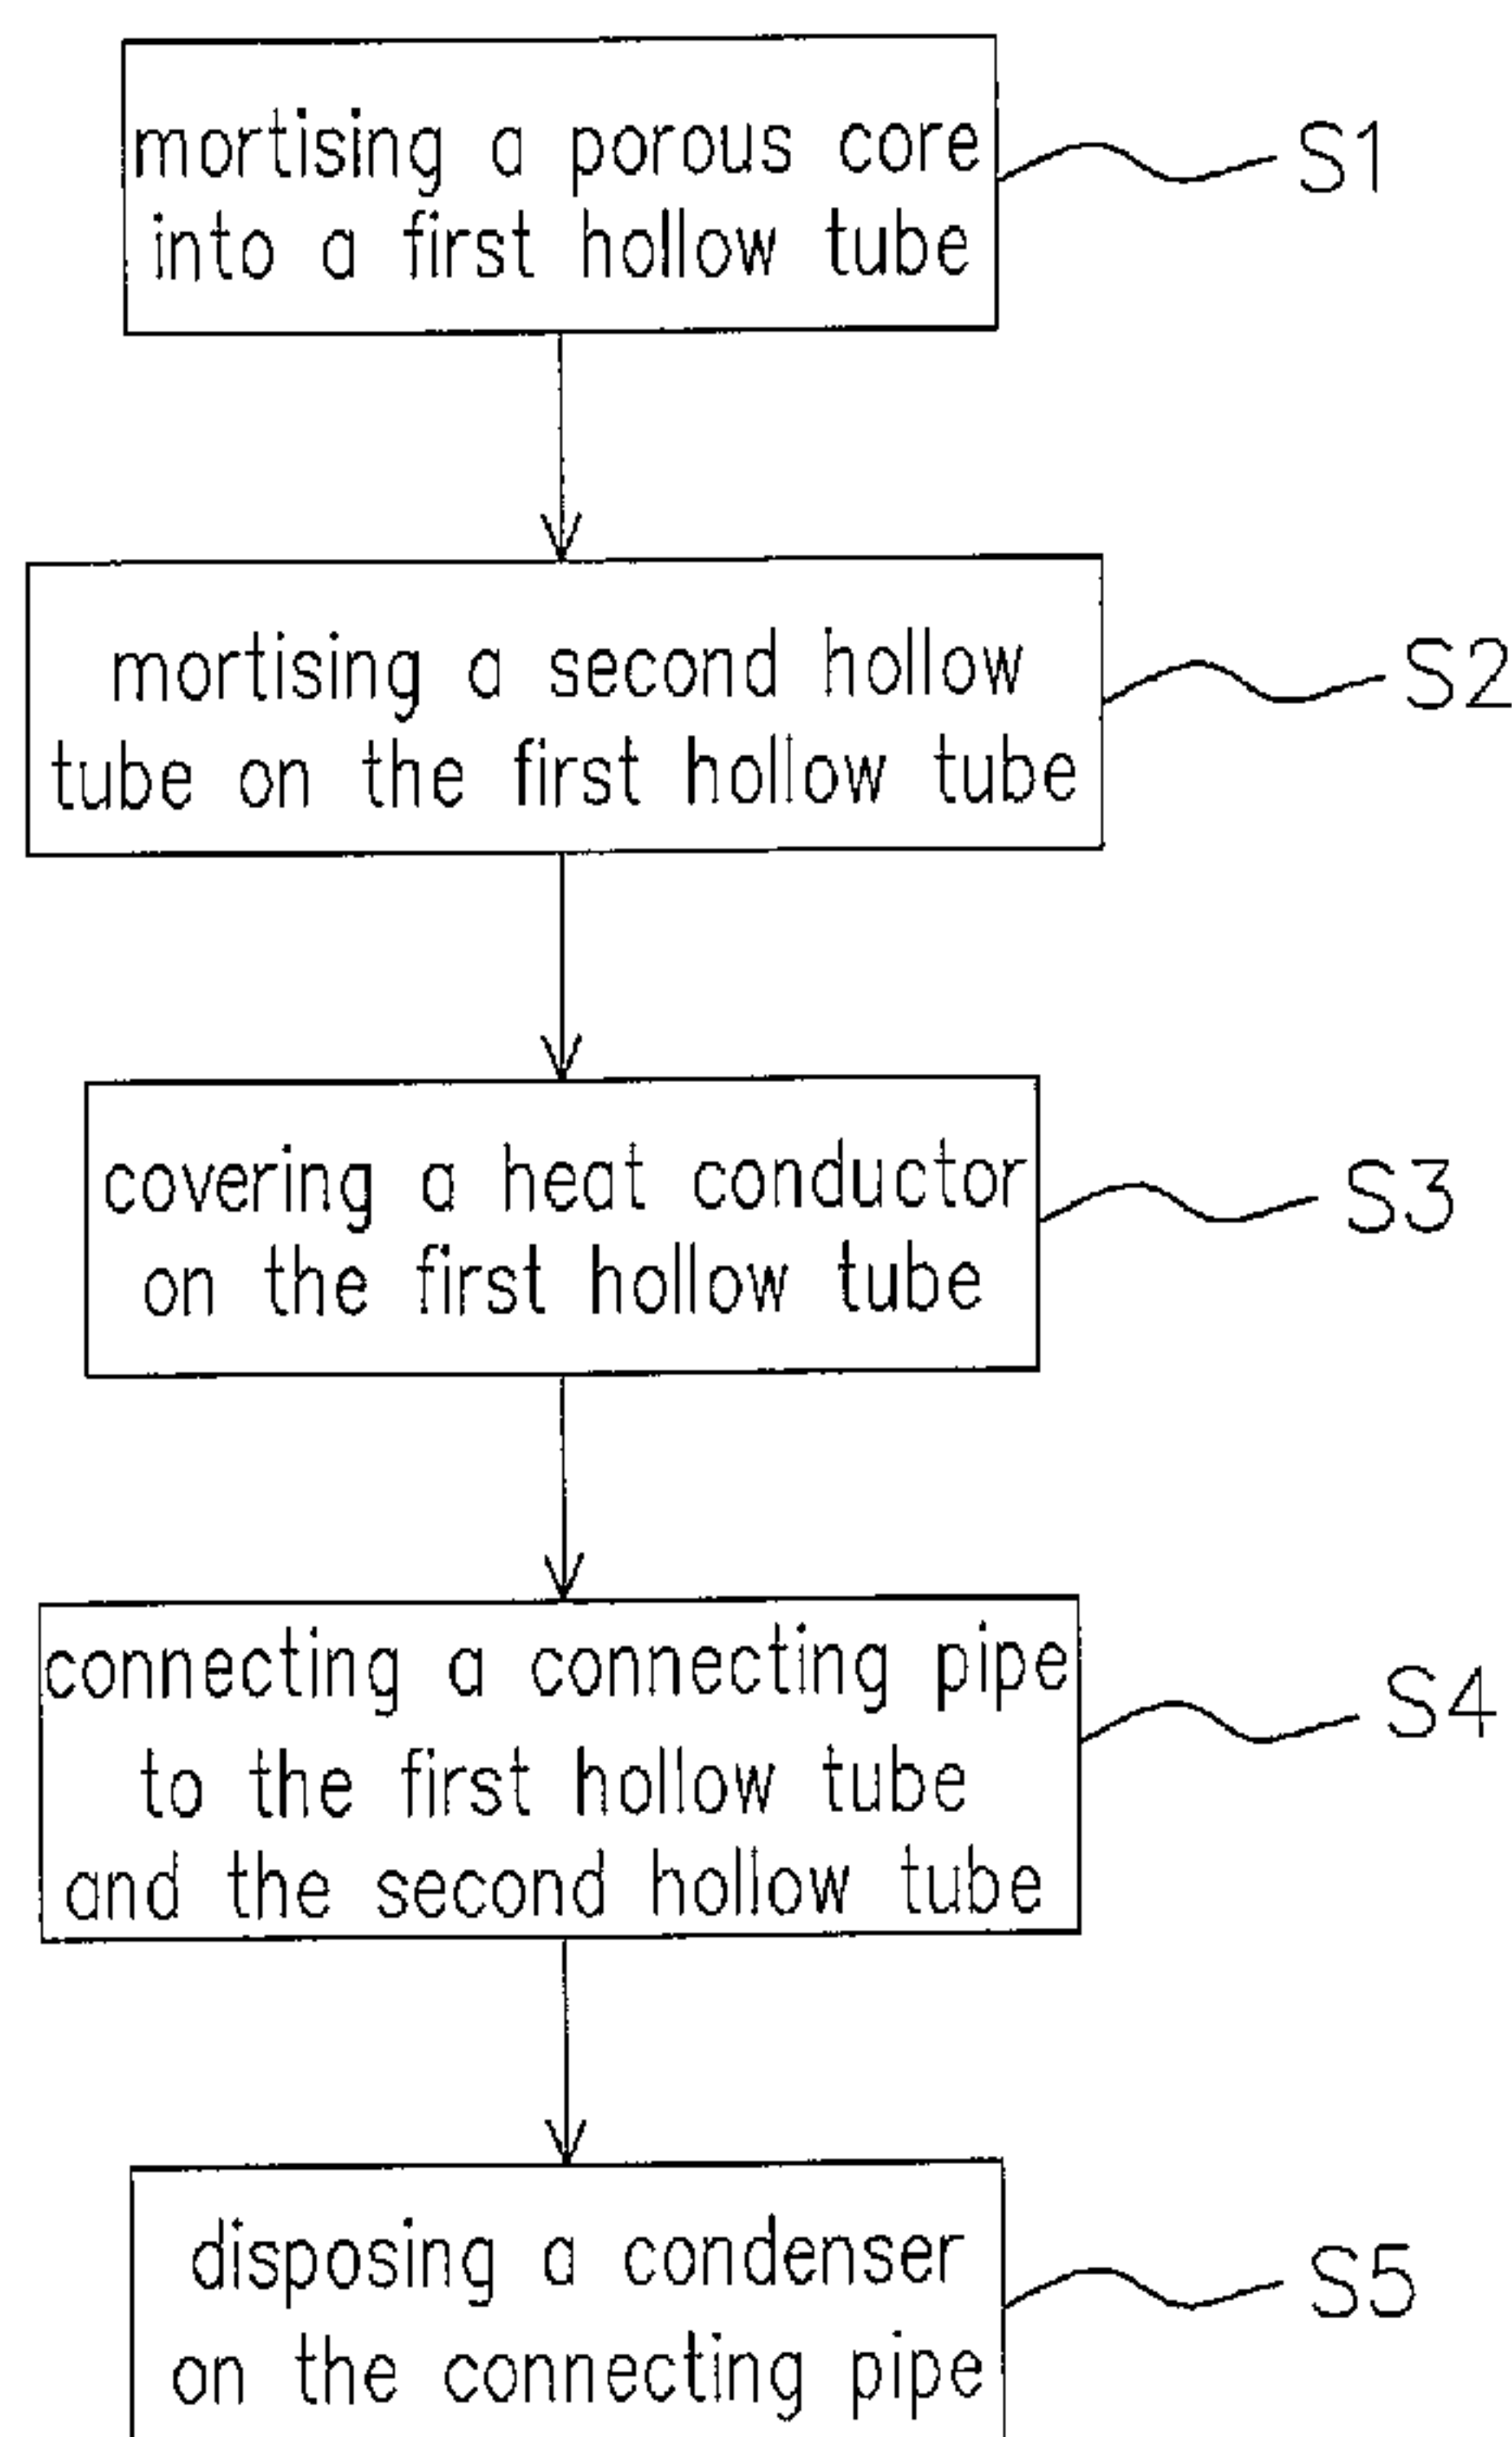 mortising a porous core
into a first hollow tube
S1
mortising a second hollow
tube on the first hollow tube
S2
covering a heat conductor
on the first hollow tube
S3
connecting a connecting pipe
to the first hollow tube
and the second hollow tube
S4
disposing a condenser
on the connecting pipe
S5